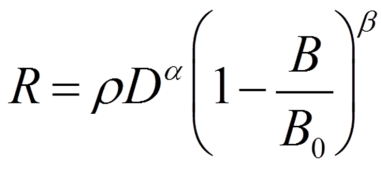 R = ρD^α (1 − B/B₀)^β